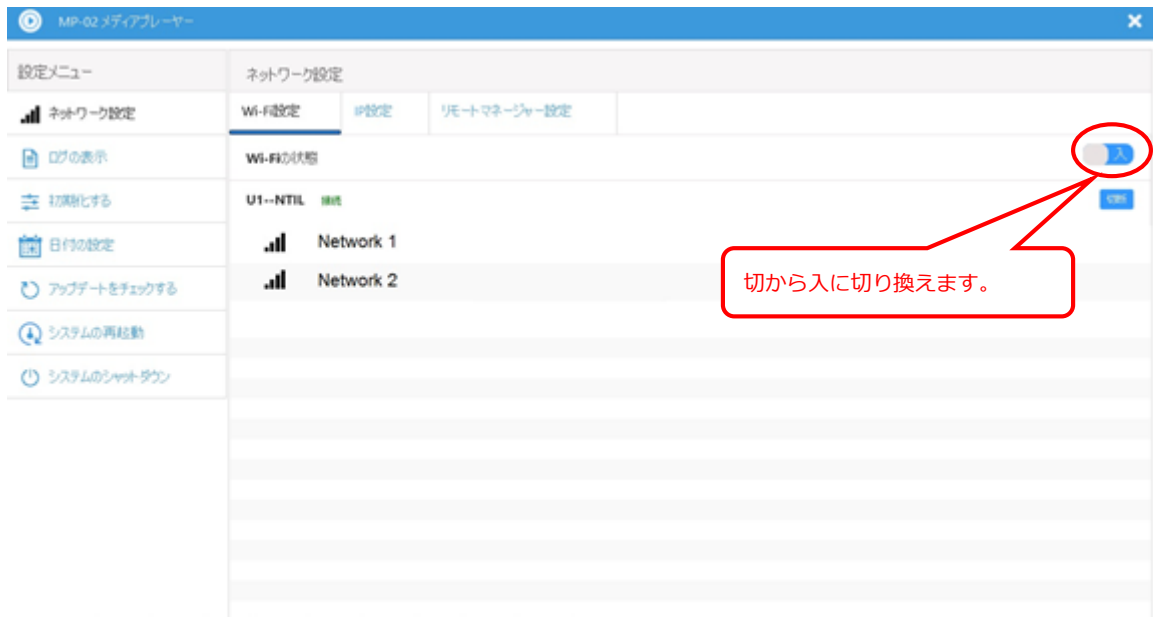 MP-02 メディアプレーヤー
設定メニュー
ネットワーク設定
ログの表示
初期化する
日付の設定
アップデートをチェックする
システムの再起動
システムのシャットダウン
ネットワーク設定
Wi-Fi設定 IP設定 リモートマネージャー設定
Wi-Fiの状態 入
U1--NTIL 接続 切断
Network 1
Network 2
切から入に切り換えます。